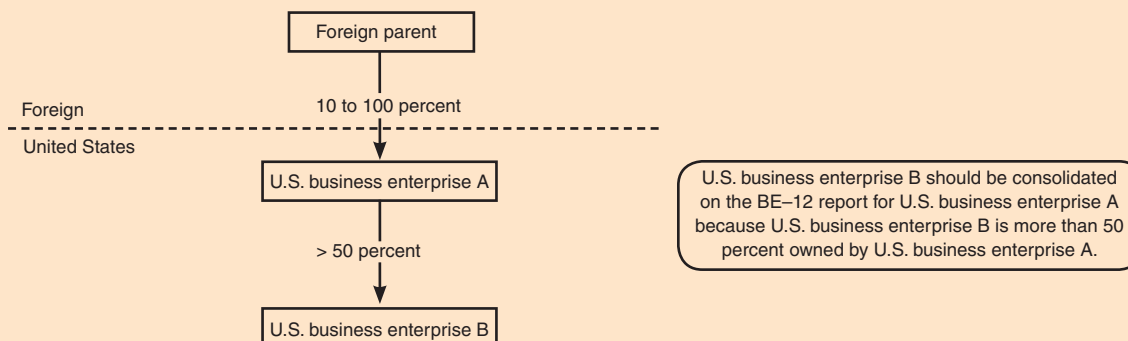 Foreign parent
10 to 100 percent
Foreign
United States
U.S. business enterprise A
> 50 percent
U.S. business enterprise B
U.S. business enterprise B should be consolidated
on the BE–12 report for U.S. business enterprise A
because U.S. business enterprise B is more than 50
percent owned by U.S. business enterprise A.